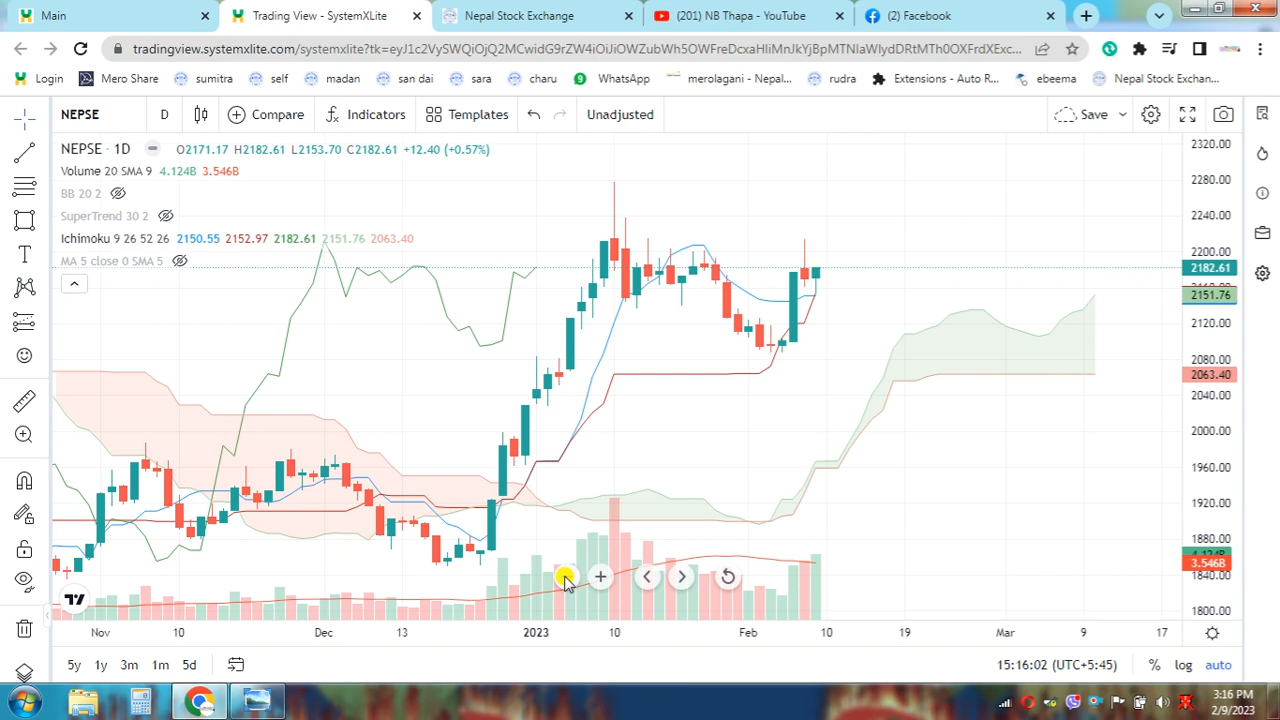 Main
Trading View - SystemXLite
Nepal Stock Exchange
(201) NB Thapa - YouTube
(2) Facebook
Login
Mero Share
sumitra
self
madan
san dai
sara
charu
WhatsApp
merolagani - Nepal...
rudra
Extensions - Auto R...
ebeema
Nepal Stock Exchan...
NEPSE
D
Compare
Indicators
Templates
Unadjusted
Save
NEPSE · 1D
O2171.17 H2182.61 L2153.70 C2182.61 +12.40 (+0.57%)
Volume 20 SMA 9 4.124B 3.546B
BB 20 2
SuperTrend 30 2
Ichimoku 9 26 52 26 2150.55 2152.97 2182.61 2151.76 2063.40
MA 5 close 0 SMA 5
2320.00
2280.00
2240.00
2200.00
2182.61
2151.76
2120.00
2080.00
2063.40
2040.00
2000.00
1960.00
1920.00
1880.00
3.546B
1840.00
1800.00
Nov 10 Dec 13 2023 10 Feb 10 19 Mar 9 17
5y 1y 3m 1m 5d
15:16:02 (UTC+5:45) % log auto
3:16 PM
2/9/2023